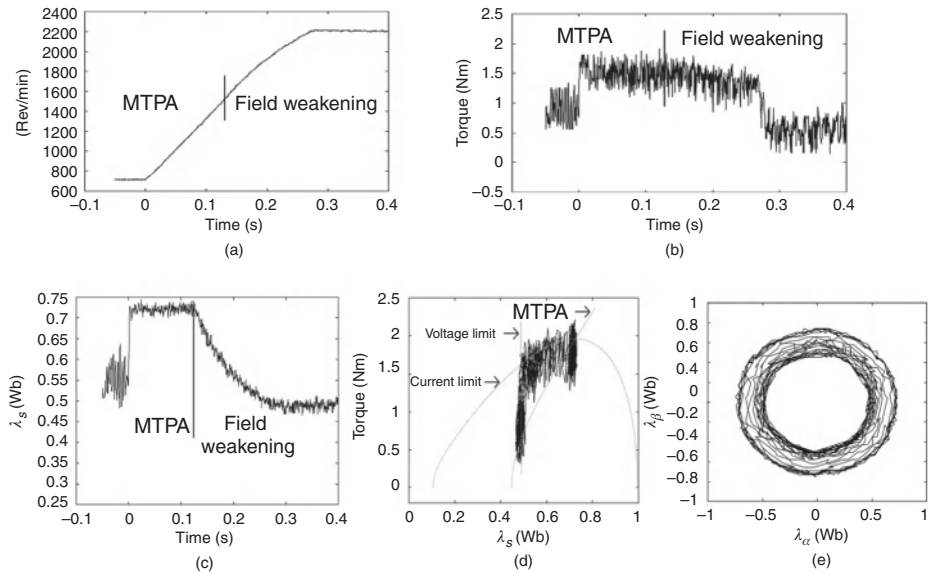 2200
2000
1800
1600
1400
1200
1000
800
600
(Rev/min)
MTPA
Field weakening
−0.1 0 0.1 0.2 0.3 0.4
Time (s)
(a)
2.5
2
1.5
1
0.5
0
−0.5
Torque (Nm)
MTPA
Field weakening
−0.1 0 0.1 0.2 0.3 0.4
Time (s)
(b)
0.75
0.7
0.65
0.6
0.55
0.5
0.45
0.4
0.35
0.3
0.25
λs (Wb)
MTPA
Field
weakening
−0.1 0 0.1 0.2 0.3 0.4
Time (s)
(c)
2.5
2
1.5
1
0.5
0
Torque (Nm)
MTPA
Voltage limit
Current limit
0 0.2 0.4 0.6 0.8 1
λs (Wb)
(d)
1
0.8
0.6
0.4
0.2
0
−0.2
−0.4
−0.6
−0.8
−1
λβ (Wb)
−1 −0.5 0 0.5 1
λα (Wb)
(e)